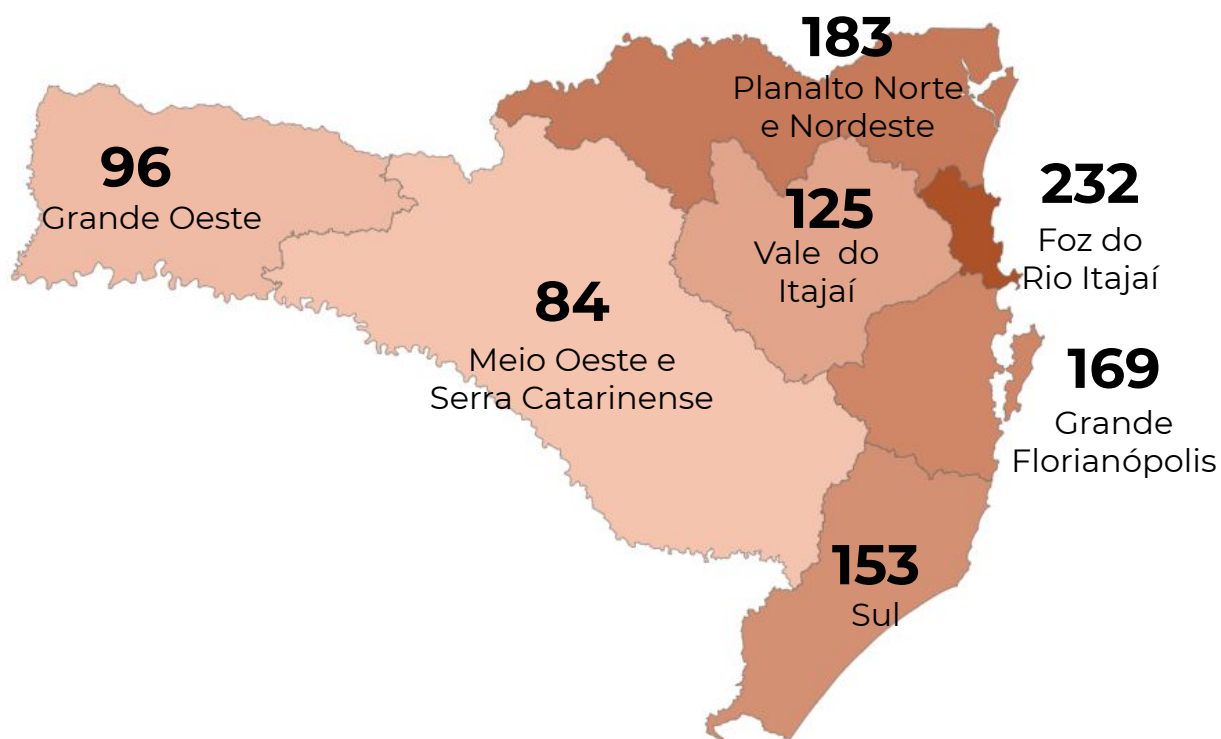 183
Planalto Norte
e Nordeste
96
Grande Oeste
125
Vale do
Itajaí
232
Foz do
Rio Itajaí
84
Meio Oeste e
Serra Catarinense
169
Grande
Florianópolis
153
Sul